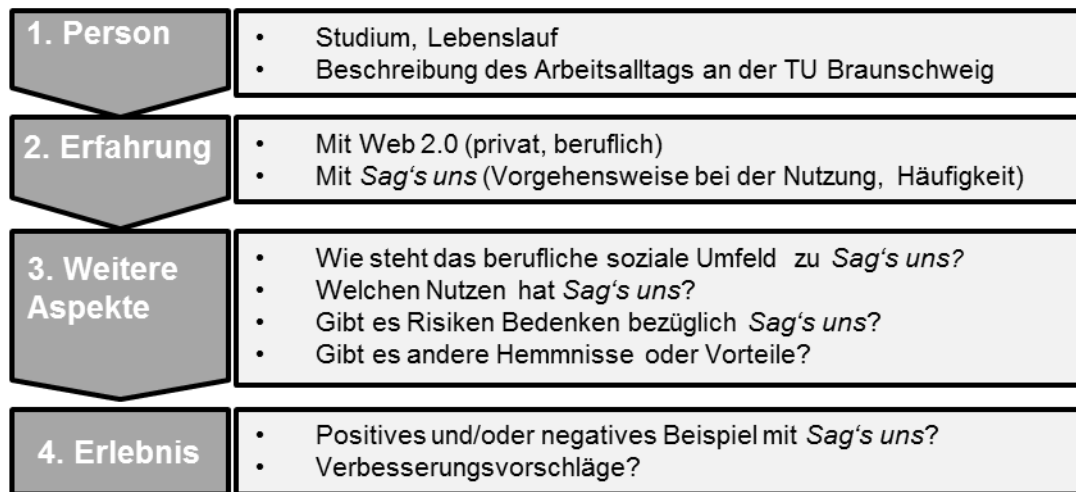 1. Person
• Studium, Lebenslauf
• Beschreibung des Arbeitsalltags an der TU Braunschweig
2. Erfahrung
• Mit Web 2.0 (privat, beruflich)
• Mit Sag‘s uns (Vorgehensweise bei der Nutzung, Häufigkeit)
3. Weitere
Aspekte
• Wie steht das berufliche soziale Umfeld zu Sag‘s uns?
• Welchen Nutzen hat Sag‘s uns?
• Gibt es Risiken Bedenken bezüglich Sag‘s uns?
• Gibt es andere Hemmnisse oder Vorteile?
4. Erlebnis
• Positives und/oder negatives Beispiel mit Sag‘s uns?
• Verbesserungsvorschläge?